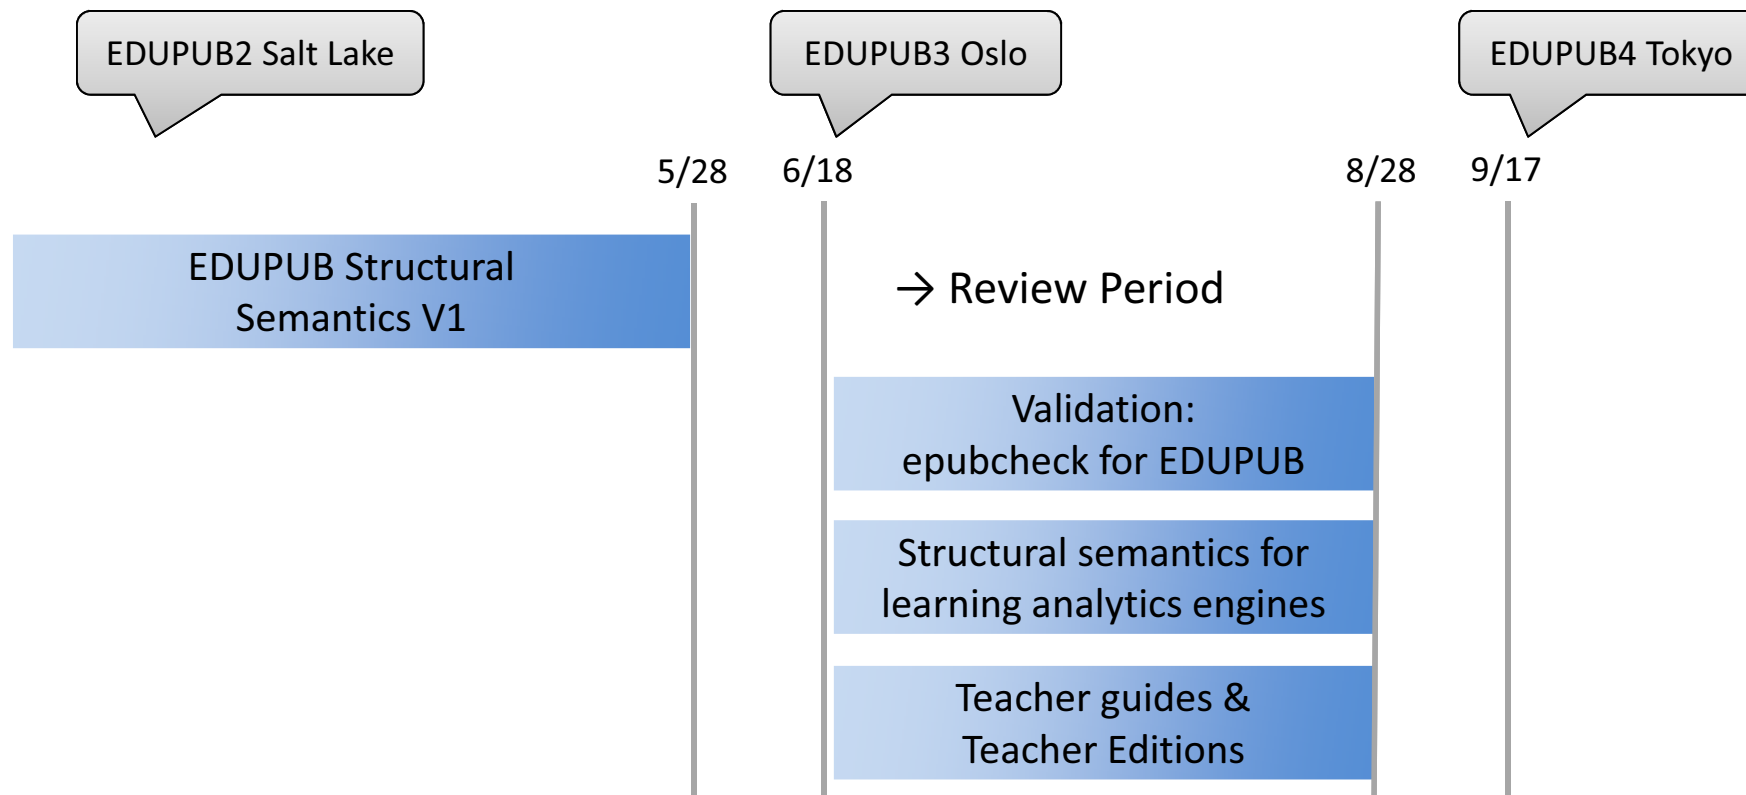 EDUPUB2 Salt Lake
EDUPUB3 Oslo
EDUPUB4 Tokyo
5/28
6/18
8/28
9/17
EDUPUB Structural
Semantics V1
→ Review Period
Validation:
epubcheck for EDUPUB
Structural semantics for
learning analytics engines
Teacher guides &
Teacher Editions